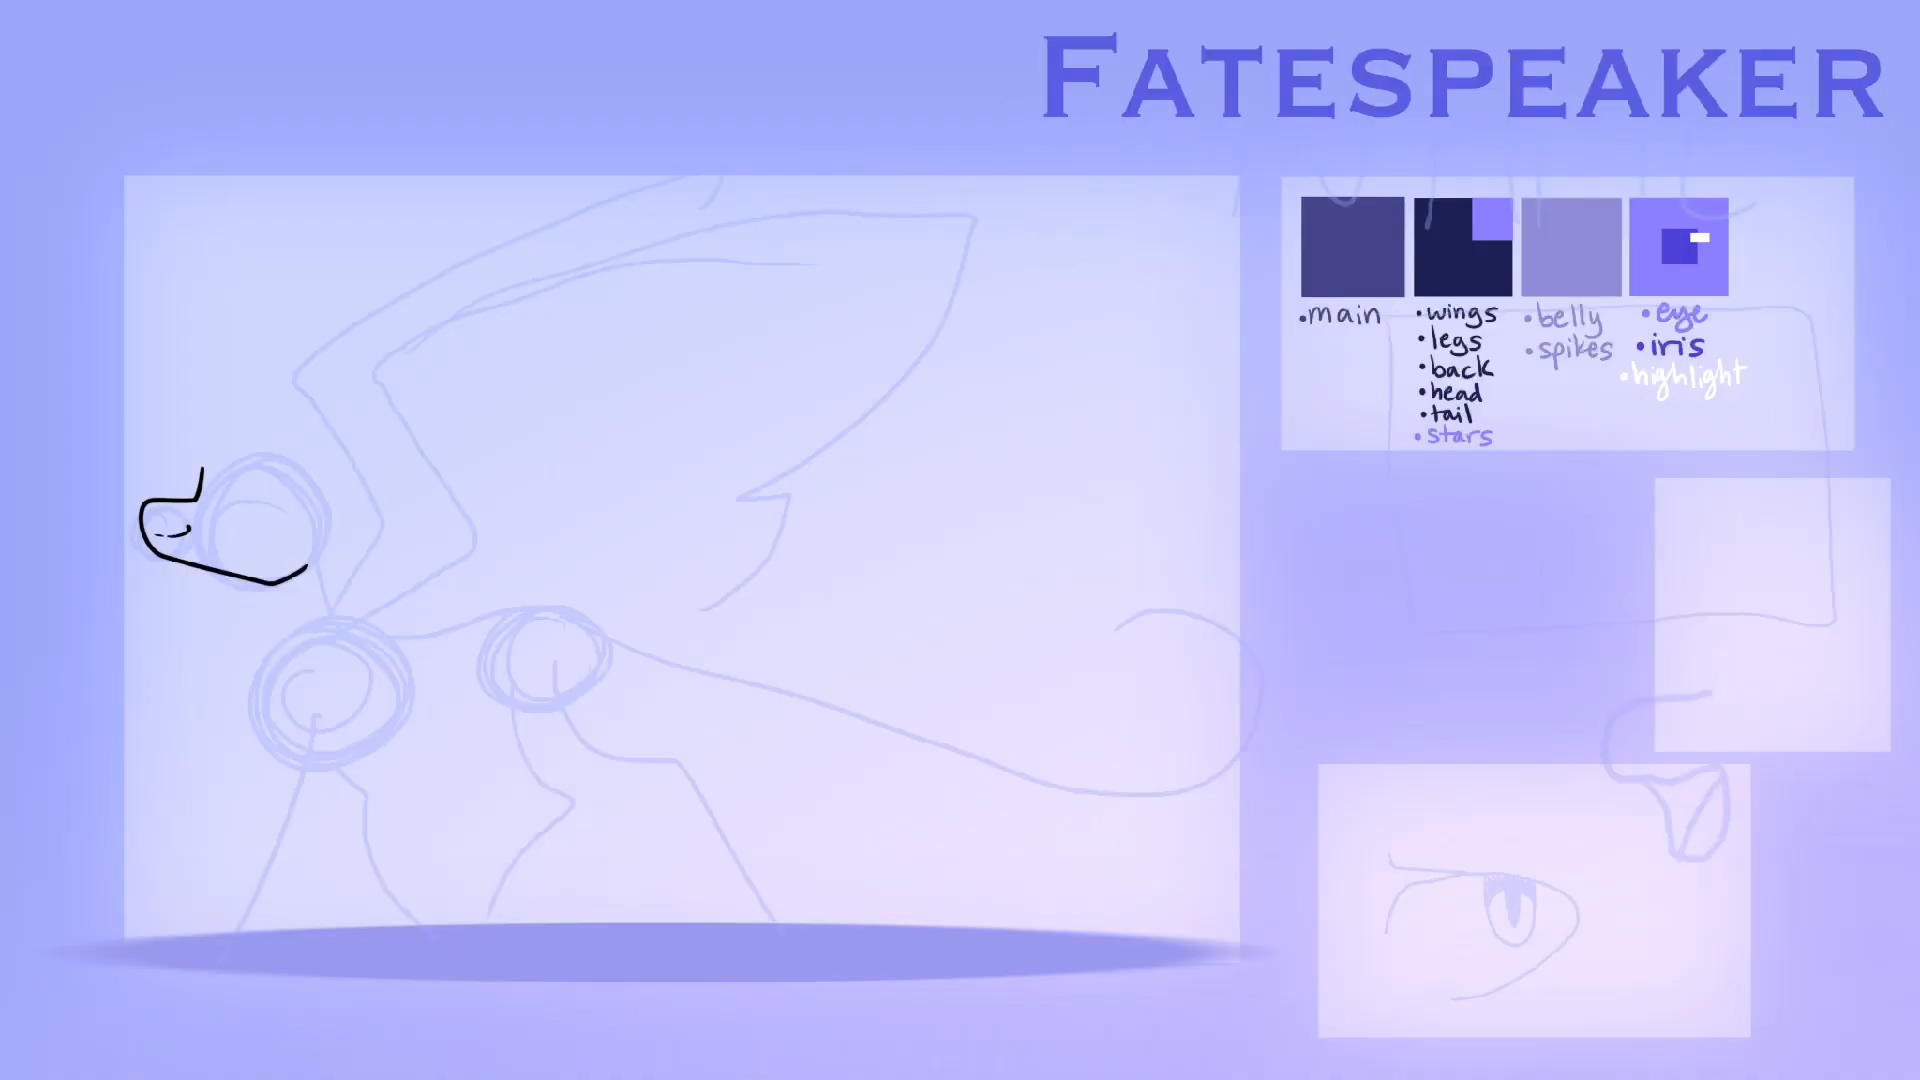 FATESPEAKER
•main
•wings
•legs
•back
•head
•tail
•stars
•belly
•spikes
•eye
•iris
•highlight